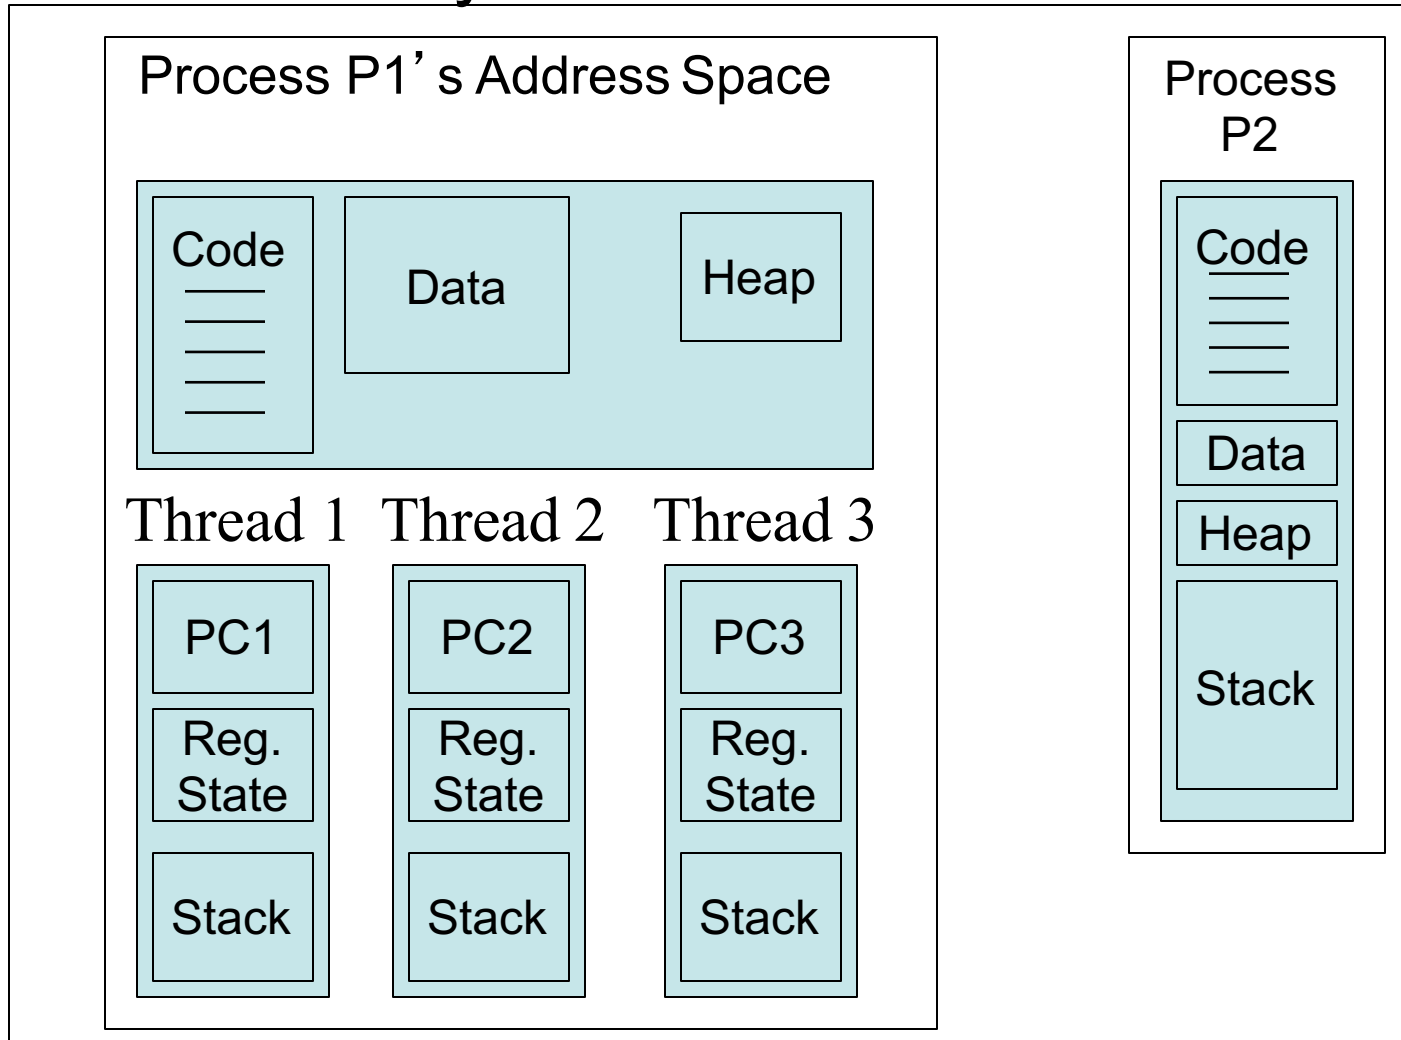 Process P1’s Address Space
Code
Data
Heap
Thread 1 Thread 2 Thread 3
PC1
Reg.
State
Stack
PC2
Reg.
State
Stack
PC3
Reg.
State
Stack
Process
P2
Code
Data
Heap
Stack